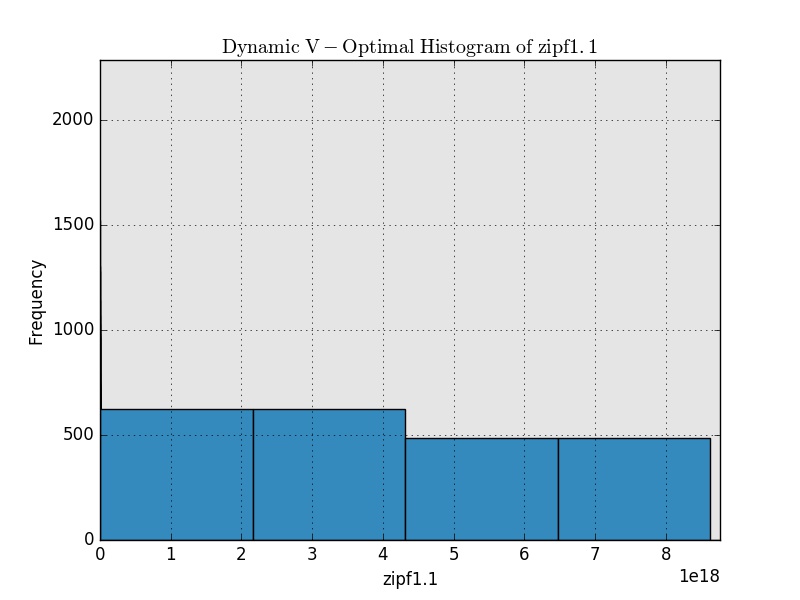 Dynamic V − Optimal Histogram of zipf1.1
2000
1500
1000
500
0
Frequency
0 1 2 3 4 5 6 7 8
1e18
zipf1.1